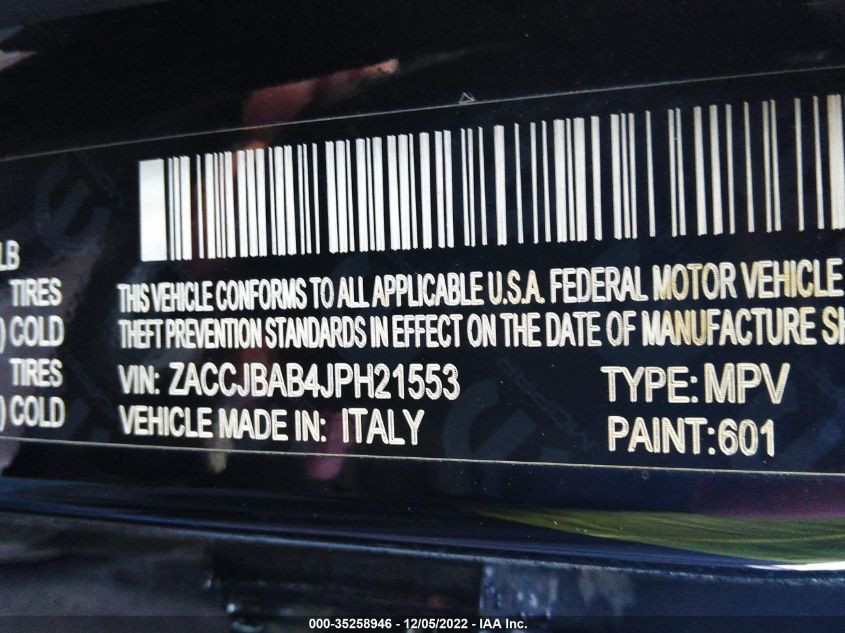 LB
TIRES
) COLD
TIRES
) COLD
THIS VEHICLE CONFORMS TO ALL APPLICABLE U.S.A. FEDERAL MOTOR VEHICLE
THEFT PREVENTION STANDARDS IN EFFECT ON THE DATE OF MANUFACTURE SH
VIN: ZACCJBAB4JPH21553 TYPE: MPV
VEHICLE MADE IN: ITALY PAINT:601
MOPAR
000-35258946 - 12/05/2022 - IAA Inc.